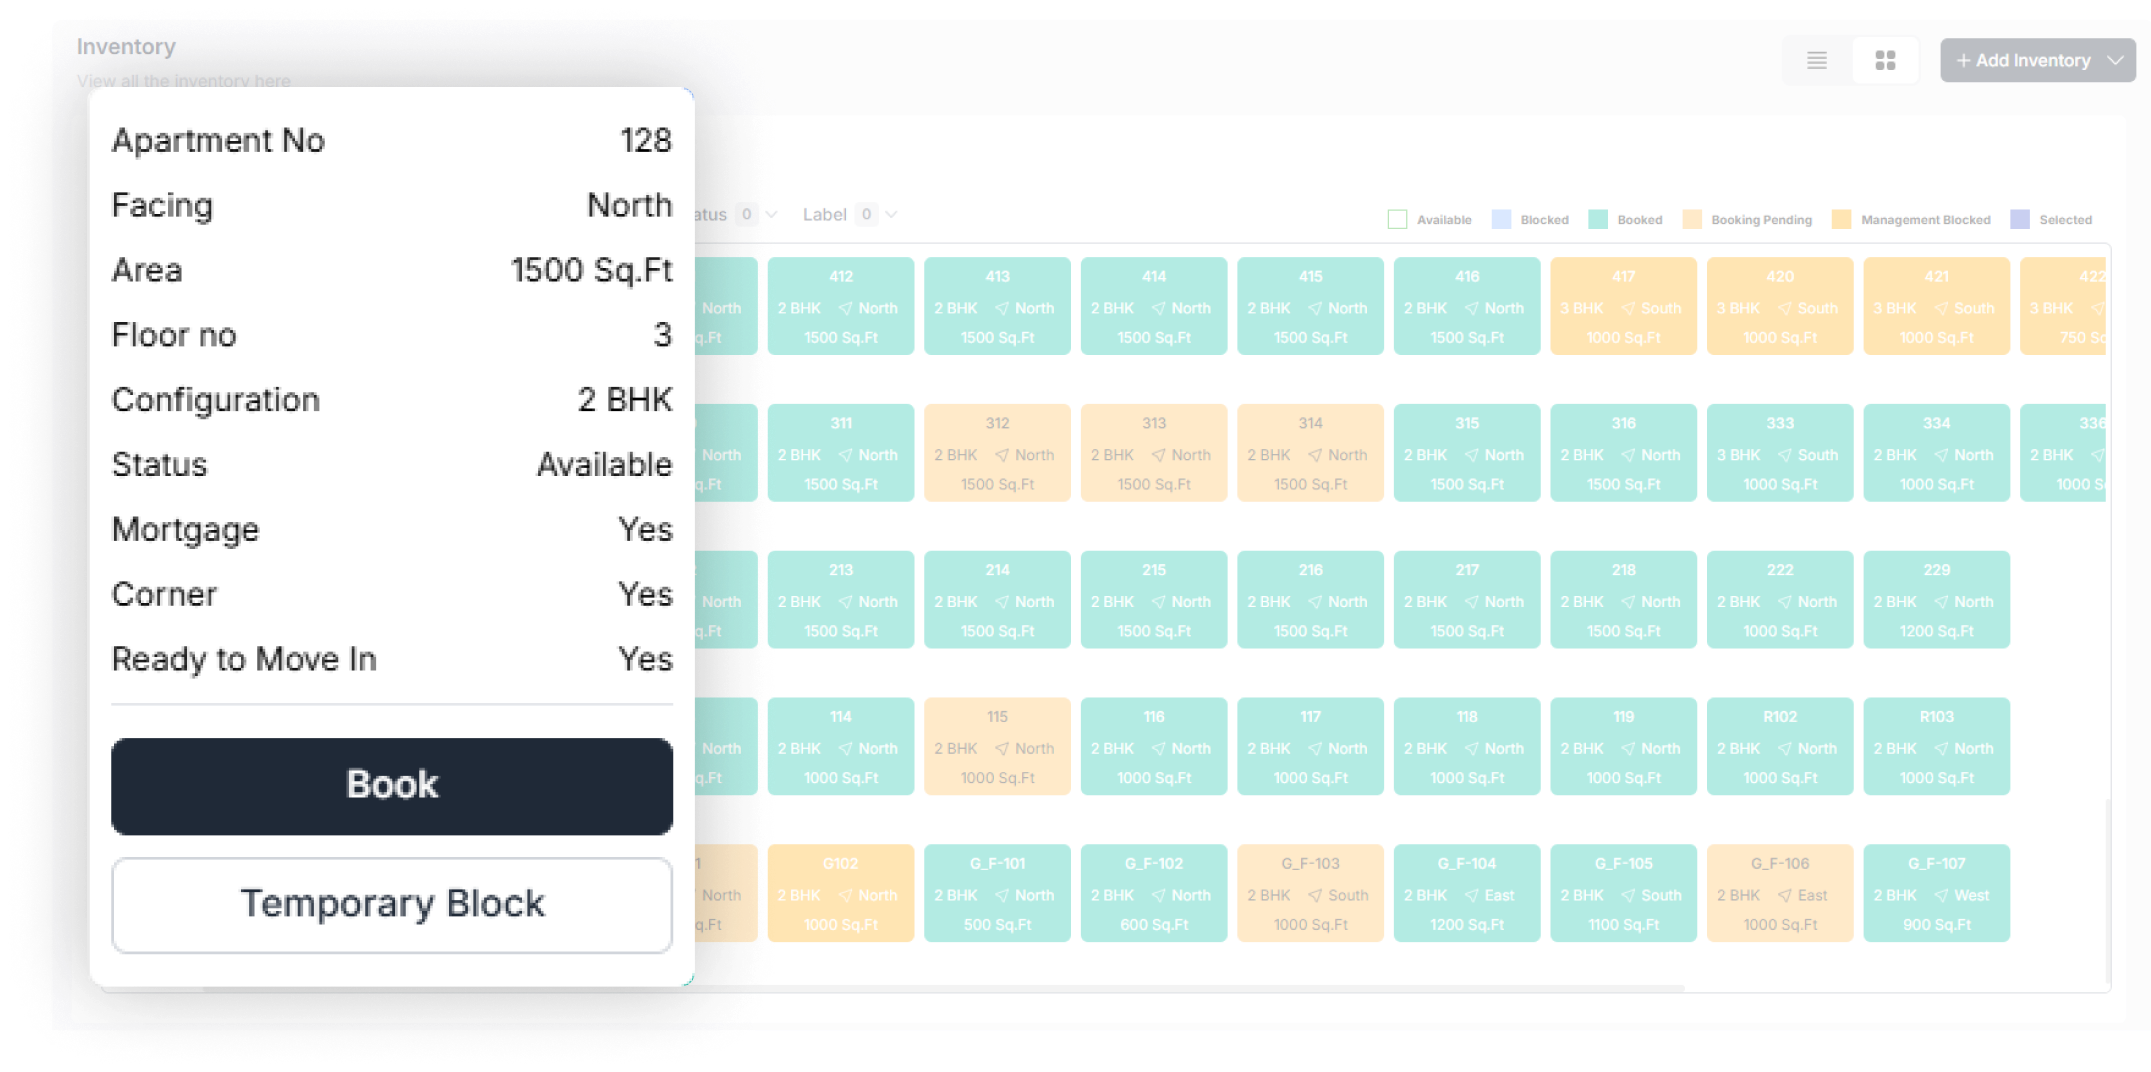 Inventory
View all the inventory here
+ Add Inventory
Apartment No 128
Facing North
Area 1500 Sq.Ft
Floor no 3
Configuration 2 BHK
Status Available
Mortgage Yes
Corner Yes
Ready to Move In Yes
Book
Temporary Block
atus 0 Label 0
Available Blocked Booked Booking Pending Management Blocked Selected
412 413 414 415 416 417 420 421 422
North 2 BHK North 2 BHK North 2 BHK North 2 BHK North 2 BHK North 3 BHK South 3 BHK South 3 BHK South 3 BHK
q.Ft 1500 Sq.Ft 1500 Sq.Ft 1500 Sq.Ft 1500 Sq.Ft 1500 Sq.Ft 1000 Sq.Ft 1000 Sq.Ft 1000 Sq.Ft 750 Sq
311 312 313 314 315 316 333 334 336
North 2 BHK North 2 BHK North 2 BHK North 2 BHK North 2 BHK North 2 BHK North 3 BHK South 2 BHK North 2 BHK
q.Ft 1500 Sq.Ft 1500 Sq.Ft 1500 Sq.Ft 1500 Sq.Ft 1500 Sq.Ft 1500 Sq.Ft 1000 Sq.Ft 1000 Sq.Ft 1000 S
213 214 215 216 217 218 222 229
North 2 BHK North 2 BHK North 2 BHK North 2 BHK North 2 BHK North 2 BHK North 2 BHK North 2 BHK North
q.Ft 1500 Sq.Ft 1500 Sq.Ft 1500 Sq.Ft 1500 Sq.Ft 1500 Sq.Ft 1500 Sq.Ft 1000 Sq.Ft 1200 Sq.Ft
114 115 116 117 118 119 R102 R103
North 2 BHK North 2 BHK North 2 BHK North 2 BHK North 2 BHK North 2 BHK North 2 BHK North 2 BHK North
q.Ft 1000 Sq.Ft 1000 Sq.Ft 1000 Sq.Ft 1000 Sq.Ft 1000 Sq.Ft 1000 Sq.Ft 1000 Sq.Ft 1000 Sq.Ft
1 G102 G_F-101 G_F-102 G_F-103 G_F-104 G_F-105 G_F-106 G_F-107
North 2 BHK North 2 BHK North 2 BHK North 2 BHK South 2 BHK East 2 BHK South 2 BHK East 2 BHK West
q.Ft 1000 Sq.Ft 500 Sq.Ft 600 Sq.Ft 1000 Sq.Ft 1200 Sq.Ft 1100 Sq.Ft 1000 Sq.Ft 900 Sq.Ft